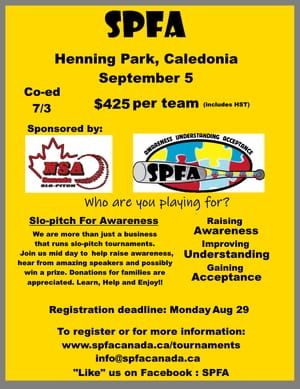 SPFA
Henning Park, Caledonia
September 5
Co-ed
7/3
$425 per team (includes HST)
Sponsored by:
NSA
SLO-PITCH
AWARENESS UNDERSTANDING ACCEPTANCE
SPFA
Who are you playing for?
Slo-pitch For Awareness
We are more than just a business
that runs slo-pitch tournaments.
Join us mid day to help raise awareness,
hear from amazing speakers and possibly
win a prize. Donations for families are
appreciated. Learn, Help and Enjoy!!
Raising
Awareness
Improving
Understanding
Gaining
Acceptance
Registration deadline: Monday Aug 29
To register or for more information:
www.spfacanada.ca/tournaments
info@spfacanada.ca
"Like" us on Facebook : SPFA